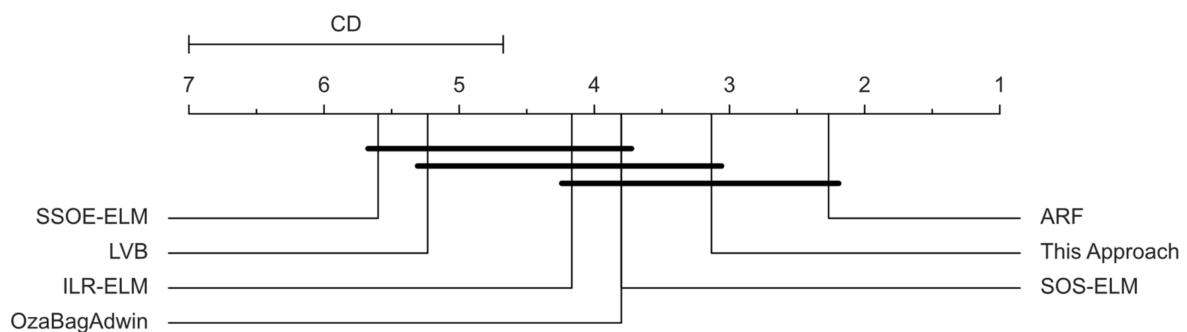 CD
7 6 5 4 3 2 1
SSOE-ELM ARF
LVB This Approach
ILR-ELM SOS-ELM
OzaBagAdwin